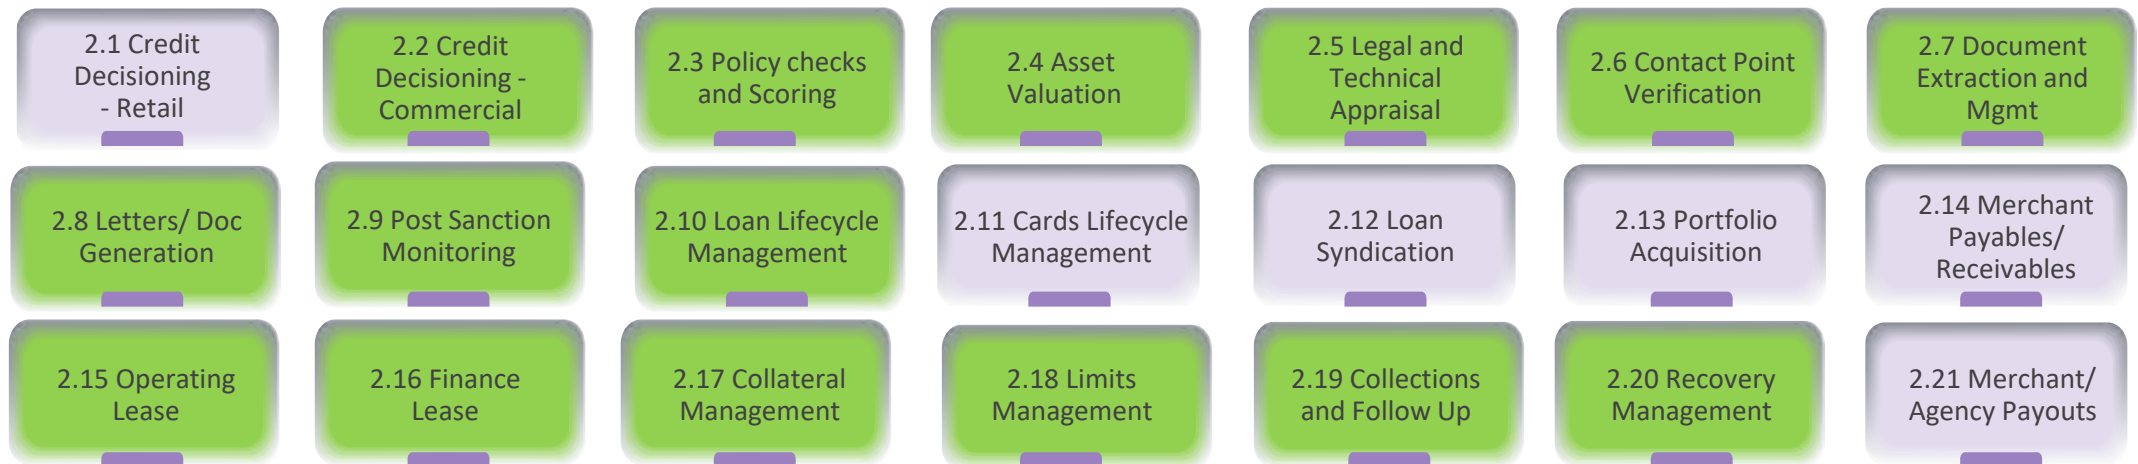 2.1 Credit
Decisioning
- Retail
2.2 Credit
Decisioning -
Commercial
2.3 Policy checks
and Scoring
2.4 Asset
Valuation
2.5 Legal and
Technical
Appraisal
2.6 Contact Point
Verification
2.7 Document
Extraction and
Mgmt
2.8 Letters/ Doc
Generation
2.9 Post Sanction
Monitoring
2.10 Loan Lifecycle
Management
2.11 Cards Lifecycle
Management
2.12 Loan
Syndication
2.13 Portfolio
Acquisition
2.14 Merchant
Payables/
Receivables
2.15 Operating
Lease
2.16 Finance
Lease
2.17 Collateral
Management
2.18 Limits
Management
2.19 Collections
and Follow Up
2.20 Recovery
Management
2.21 Merchant/
Agency Payouts